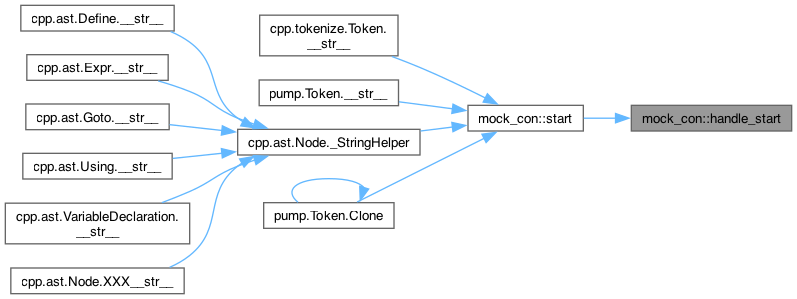 cpp.ast.Define.__str__
cpp.ast.Expr.__str__
cpp.ast.Goto.__str__
cpp.ast.Using.__str__
cpp.ast.VariableDeclaration.
__str__
cpp.ast.Node.XXX__str__
cpp.tokenize.Token.
__str__
pump.Token.__str__
cpp.ast.Node._StringHelper
pump.Token.Clone
mock_con::start
mock_con::handle_start